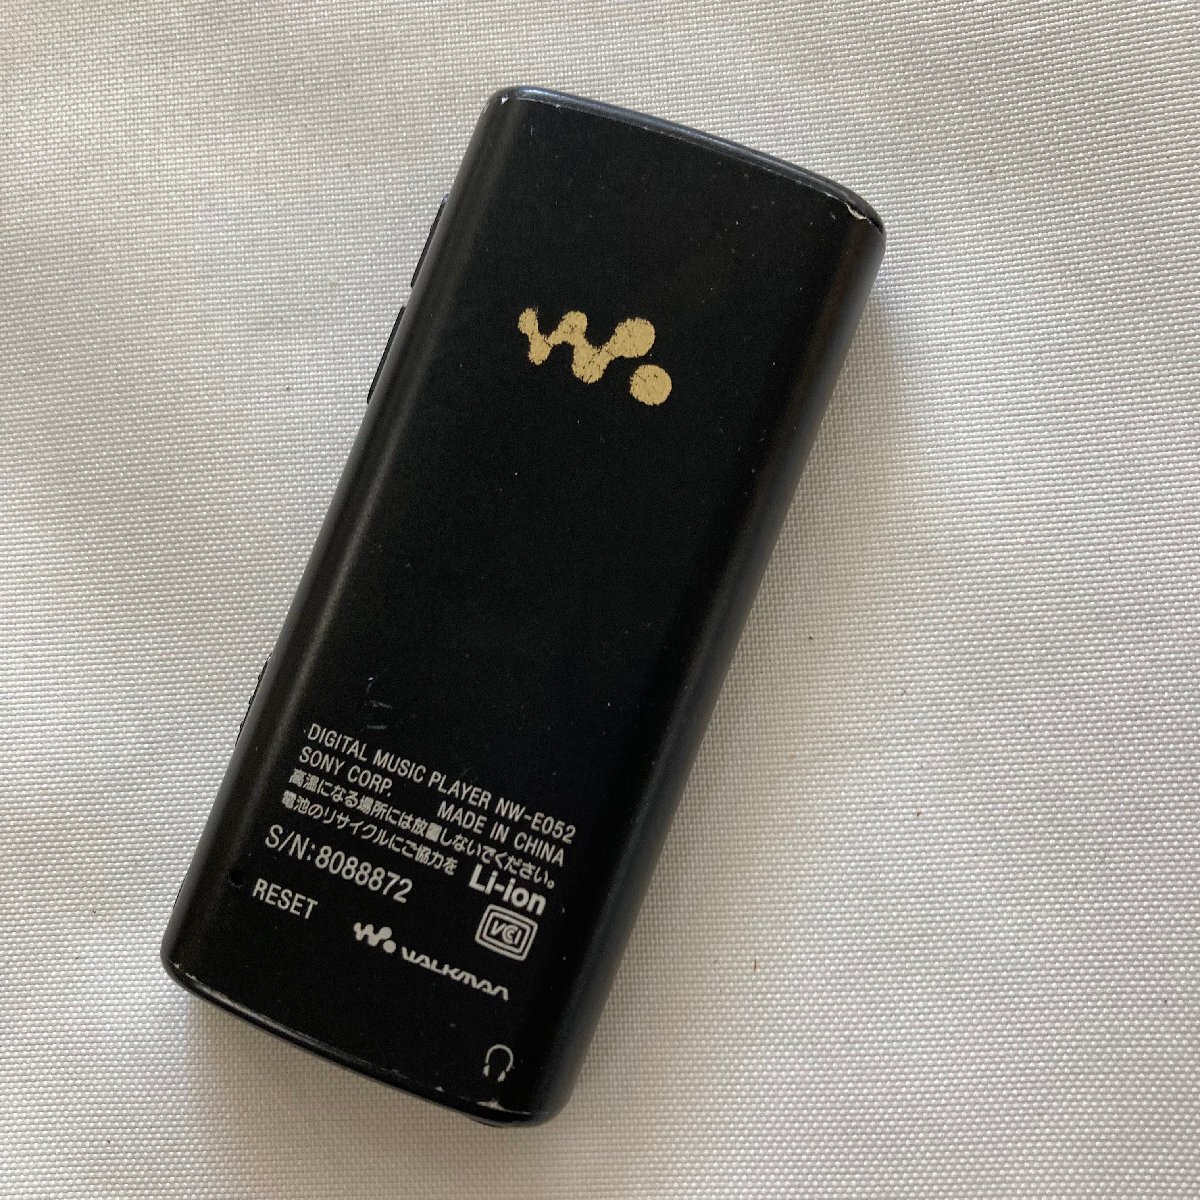 DIGITAL MUSIC PLAYER NW-E052
SONY CORP. MADE IN CHINA
高温になる場所には放置しないでください。
電池のリサイクルにご協力を Li-ion
S/N:8088872
RESET
VCCI
WALKMAN